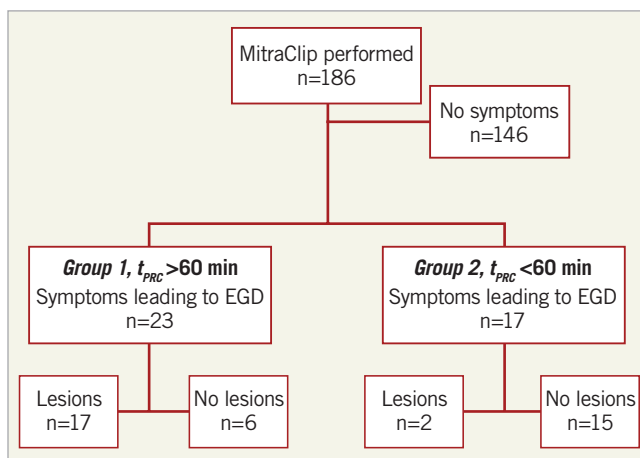 MitraClip performed
n=186
No symptoms
n=146
Group 1, tPRC >60 min
Symptoms leading to EGD
n=23
Group 2, tPRC <60 min
Symptoms leading to EGD
n=17
Lesions
n=17
No lesions
n=6
Lesions
n=2
No lesions
n=15